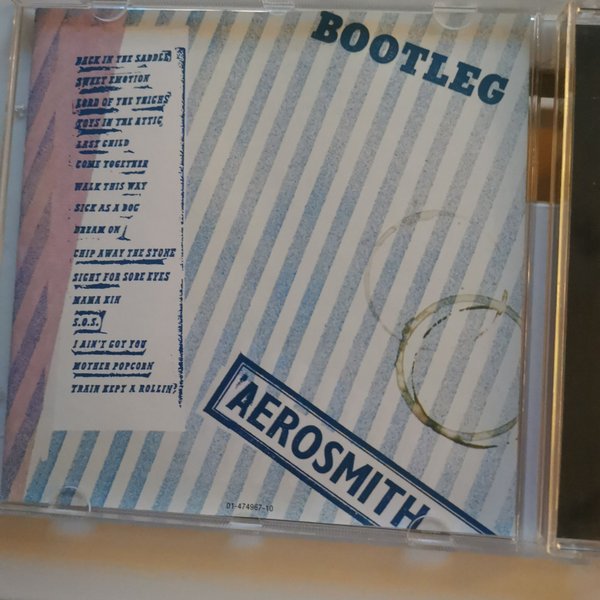 BOOTLEG
BACK IN THE SADDLE
SWEET EMOTION
LORD OF THE THIGHS
TOYS IN THE ATTIC
LAST CHILD
COME TOGETHER
WALK THIS WAY
SICK AS A DOG
DREAM ON
CHIP AWAY THE STONE
SIGHT FOR SORE EYES
MAMA KIN
S.O.S.
I AIN'T GOT YOU
MOTHER POPCORN
TRAIN KEPT A ROLLIN'
AEROSMITH
01-474967-10